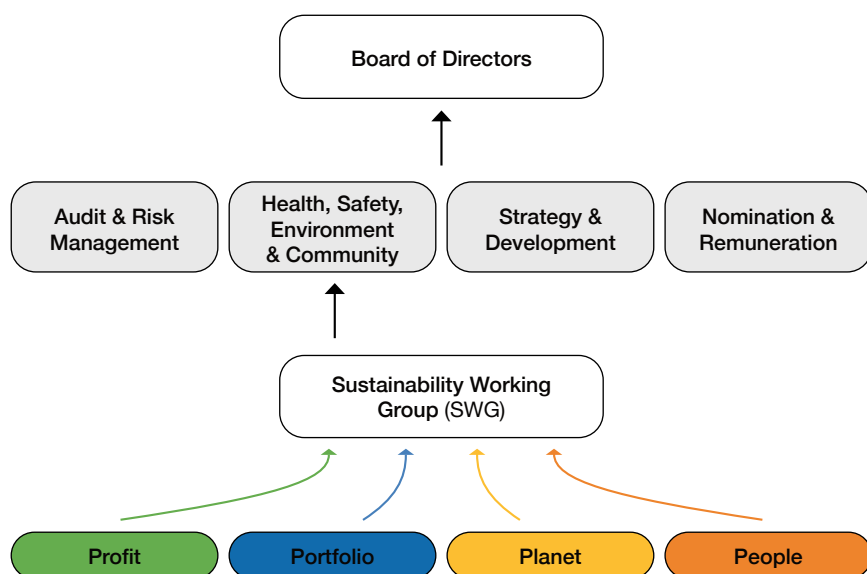 Board of Directors
Audit & Risk
Management
Health, Safety,
Environment
& Community
Strategy &
Development
Nomination &
Remuneration
Sustainability Working
Group (SWG)
Profit
Portfolio
Planet
People